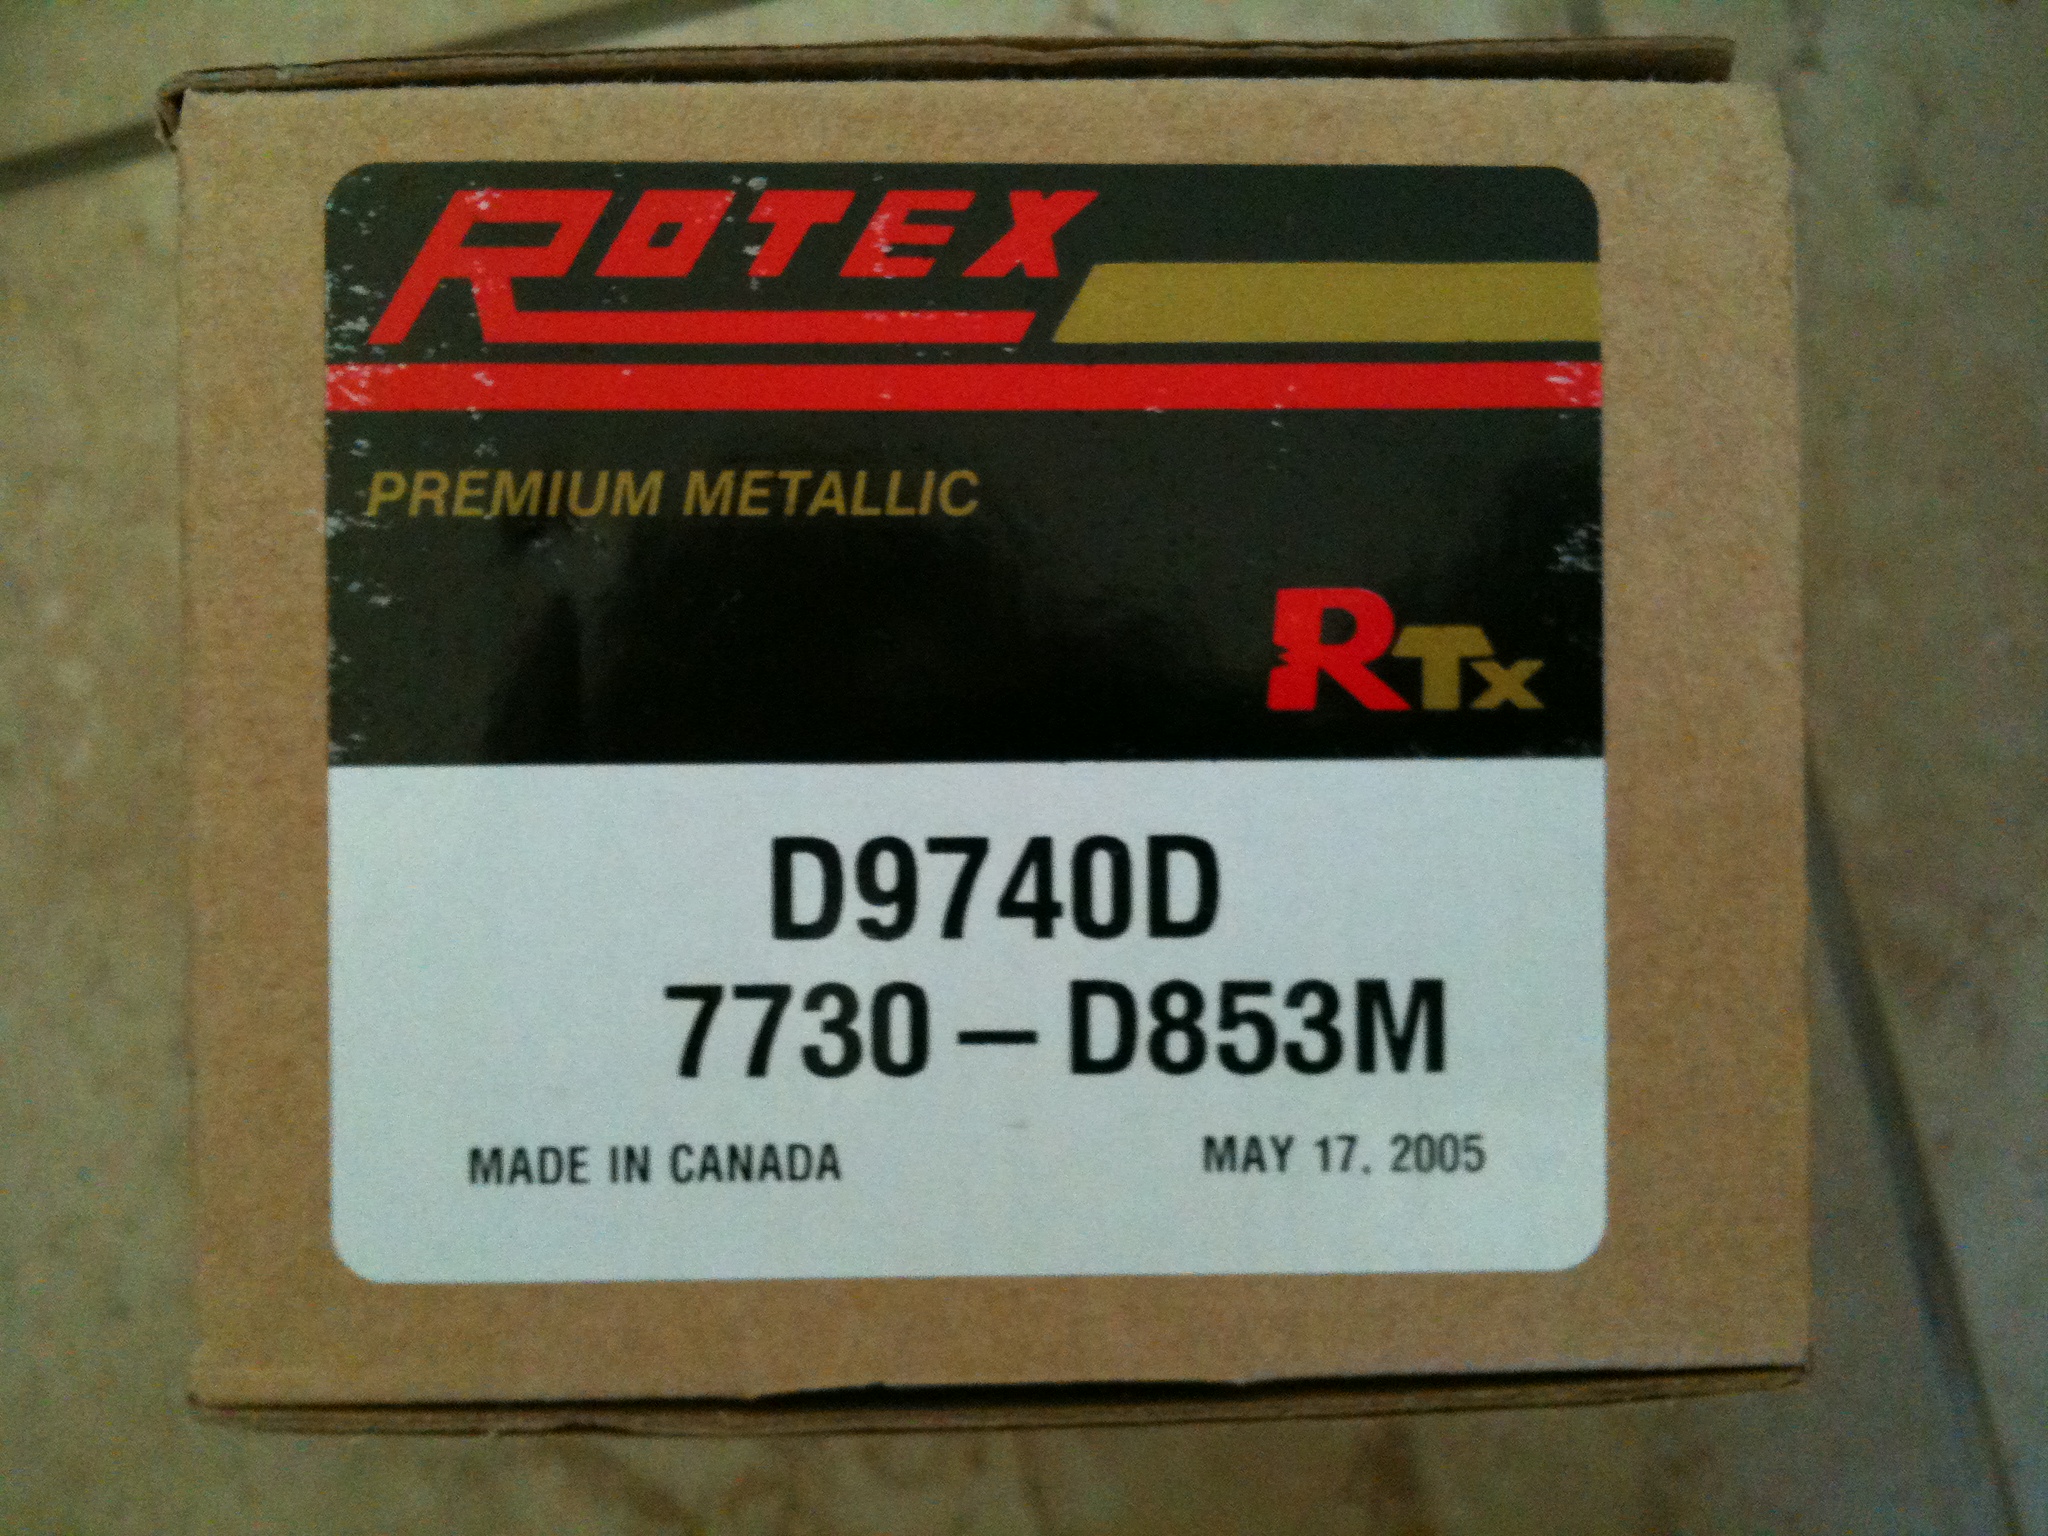 ROTEX
PREMIUM METALLIC
RTx
D9740D
7730 – D853M
MADE IN CANADA
MAY 17. 2005